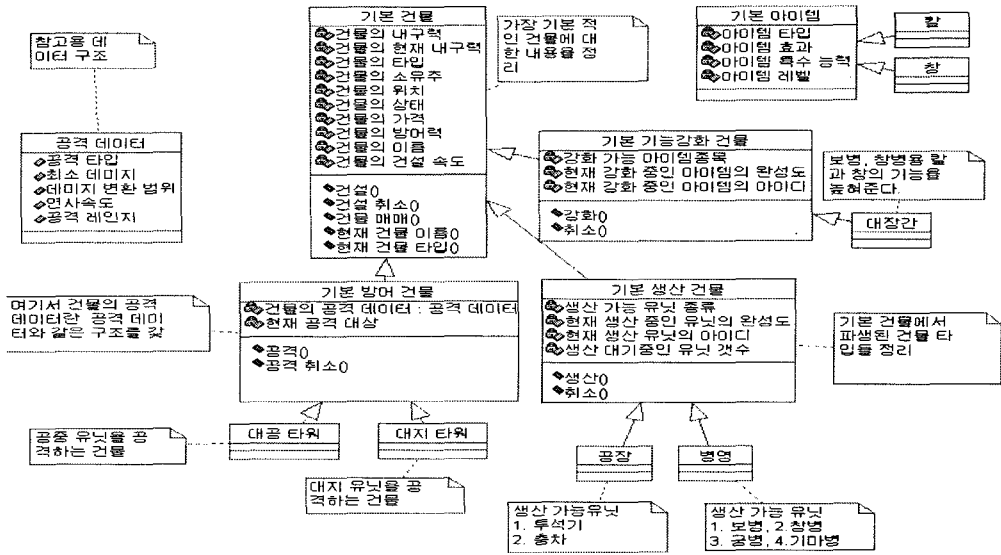 참고용 데
이터 구조
공격 데이터
공격 타입
최소 데미지
데미지 변환 범위
연사속도
공격 레인지
기본 건물
건물의 내구력
건물의 현재 내구력
건물의 타입
건물의 소유주
건물의 위치
건물의 상태
건물의 가격
건물의 방어력
건물의 이름
건물의 건설 속도
건설()
건설 취소()
건물 매매()
현재 건물 이름()
현재 건물 타입()
가장 기본 적
인 건물에 대
한 내용을 정
리
기본 아이템
아이템 타입
아이템 효과
아이템 특수 능력
아이템 레벨
칼
창
기본 기능강화 건물
강화 가능 아이템종목
현재 강화 중인 아이템의 완성도
현재 강화 중인 아이템의 아이디
강화()
취소()
보병, 창병용 칼
과 창의 기능을
높혀준다.
대장간
여기서 건물의 공격
데이터란 공격 데이
터와 같은 구조를 갖
기본 방어 건물
건물의 공격 데이터 : 공격 데이터
현재 공격 대상
공격()
공격 취소()
기본 생산 건물
생산 가능 유닛 종류
현재 생산 중인 유닛의 완성도
현재 생산 유닛의 아이디
생산 대기중인 유닛 갯수
생산()
취소()
기본 건물에서
파생된 건물 타
입들 정리
공중 유닛을 공
격하는 건물
대공 타워
대지 타워
대지 유닛을 공
격하는 건물
공장
병영
생산 가능유닛
1. 투석기
2. 충차
생산 가능 유닛
1. 보병, 2.창병
3. 궁병, 4.기마병